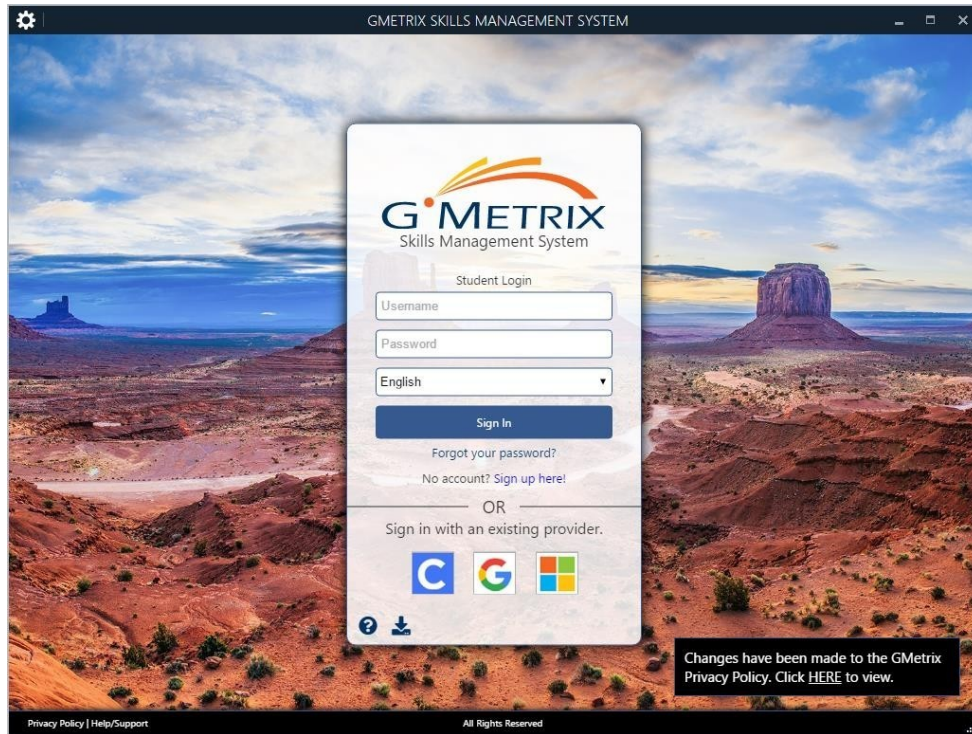 GMETRIX SKILLS MANAGEMENT SYSTEM
G METRIX
Skills Management System
Student Login
Username
Password
English
Sign In
Forgot your password?
No account? Sign up here!
OR
Sign in with an existing provider.
C G
Changes have been made to the GMetrix
Privacy Policy. Click HERE to view.
Privacy Policy | Help/Support
All Rights Reserved